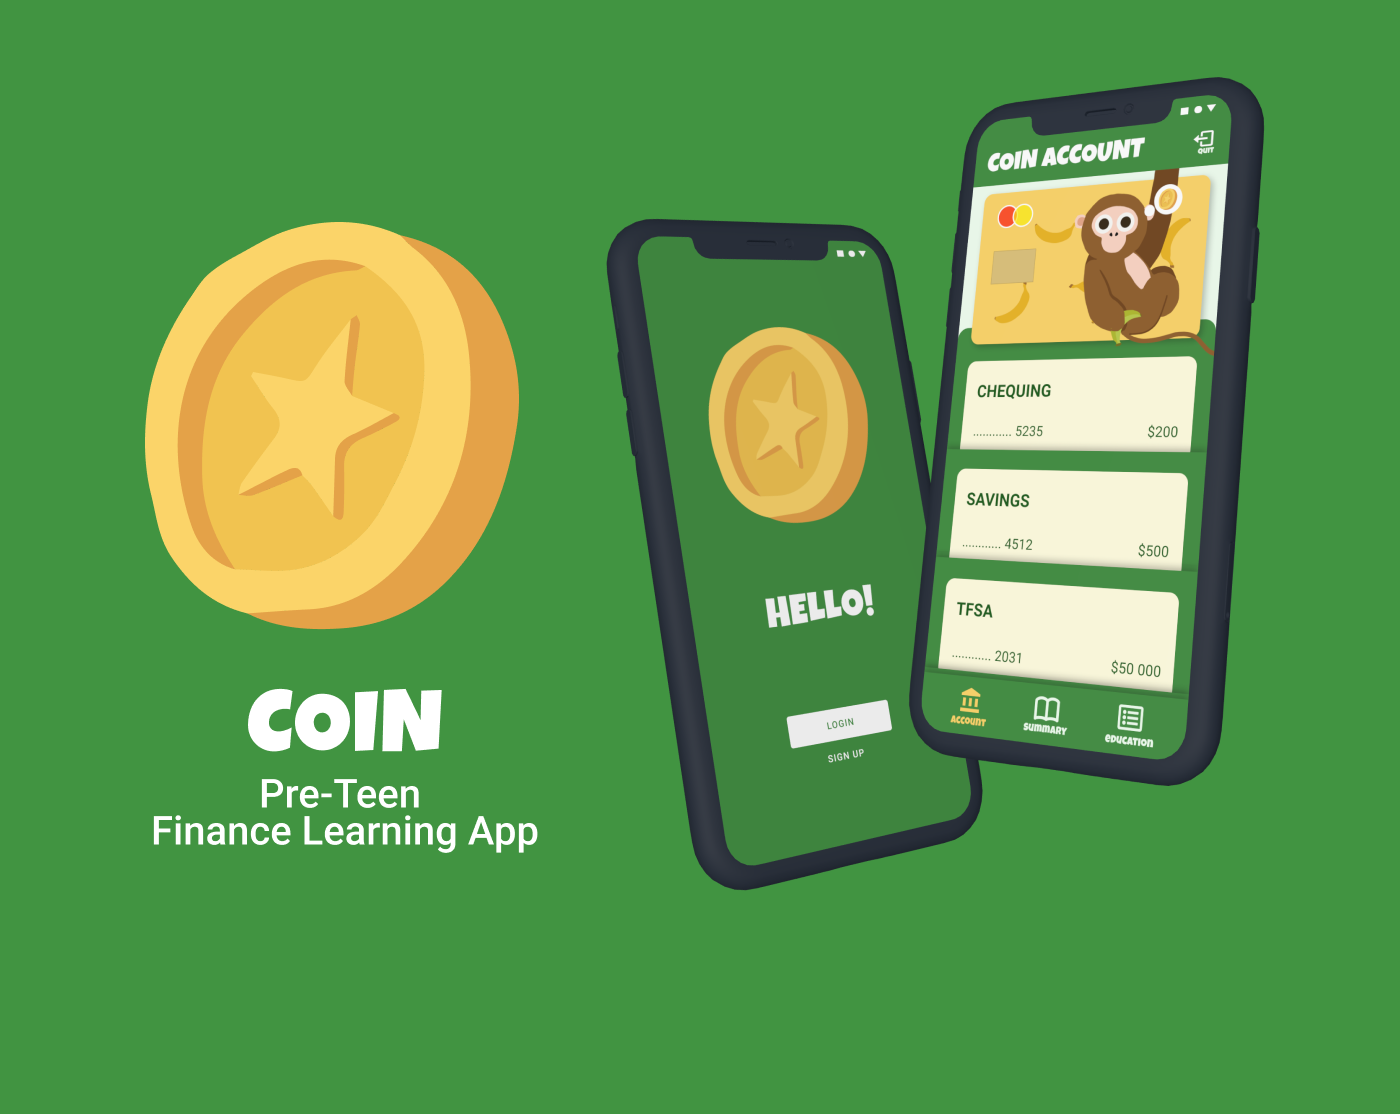 COIN
Pre-Teen
Finance Learning App
HELLO!
LOGIN
SIGN UP
COIN ACCOUNT
QUIT
CHEQUING
............ 5235 $200
SAVINGS
............ 4512 $500
TFSA
............ 2031 $50 000
ACCOUNT SUMMARY EDUCATION